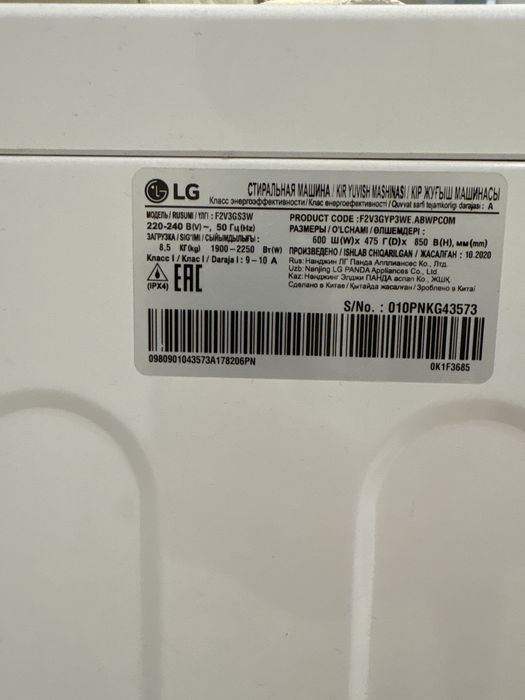 LG
СТИРАЛЬНАЯ МАШИНА / KIR YUVISH MASHINASI / КІР ЖУҒЫШ МАШИНАСЫ
Класс энергоэффективности / Клас енергоефективності / Quvvat sarfi tejamkorligi darajasi : A
МОДЕЛЬ / RUSUMI / ҮЛГІ : F2V3GS3W
220-240 В(V) ~, 50 Гц(Hz)
ЗАГРУЗКА / SIG'IMI / СЫЙЫМДЫЛЫҒЫ :
8,5 КГ(kg) 1900-2250 Вт(W)
Класс I / Клас I / Daraja I : 9-10 A
(IPX4) EAC
PRODUCT CODE : F2V3GYP3WE.ABWPCOM
РАЗМЕРЫ / O'LCHAMI / ӨЛШЕМДЕРІ :
600 Ш(W)x 475 Г(D)x 850 В(H), мм(mm)
ПРОИЗВЕДЕНО / ISHLAB CHIQARILGAN / ЖАСАЛҒАН : 10.2020
Rus: Нанджин ЛГ Панда Апплиансес Ко., Лтд.
Uzb: Nanjing LG PANDA Appliances Co., Ltd.
Kaz: Нанджинг Элджи ПАНДА аспап Ко., ЖШҚ
Сделано в Китае / Қытайда жасалған / Зроблено в Китаї
S/No. : 010PNKG43573
0980901043573A178206PN
0K1F3685